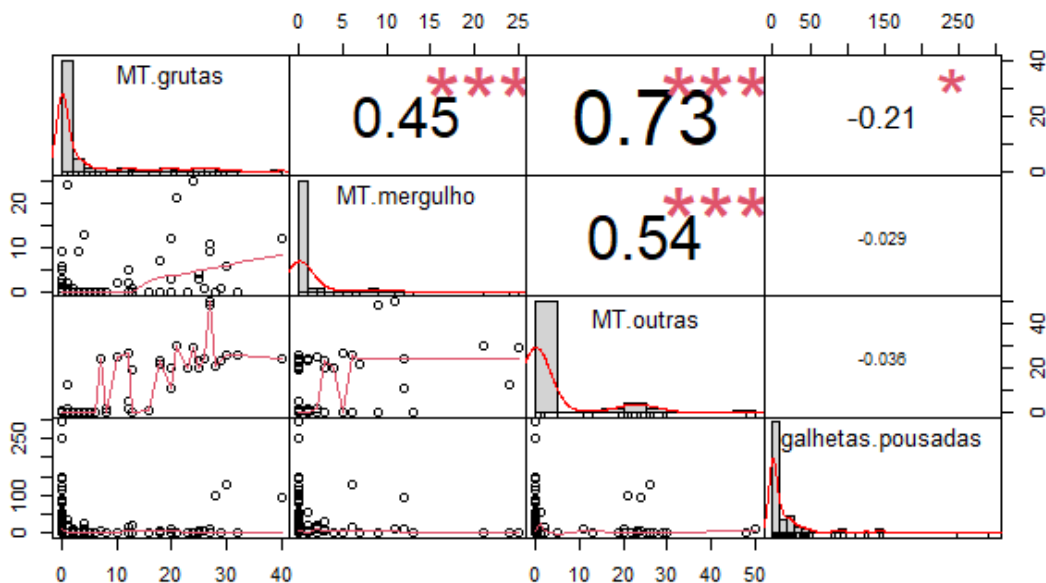 0 5 10 15 20 25 0 50 150 250
MT.grutas 0.45 *** 0.73 *** -0.21 * 0 20 40
0 10 20 MT.mergulho 0.54 *** -0.029
MT.outras -0.036 0 20 40
0 100 250 galhetas.pousadas
0 10 20 30 40 0 10 20 30 40 50